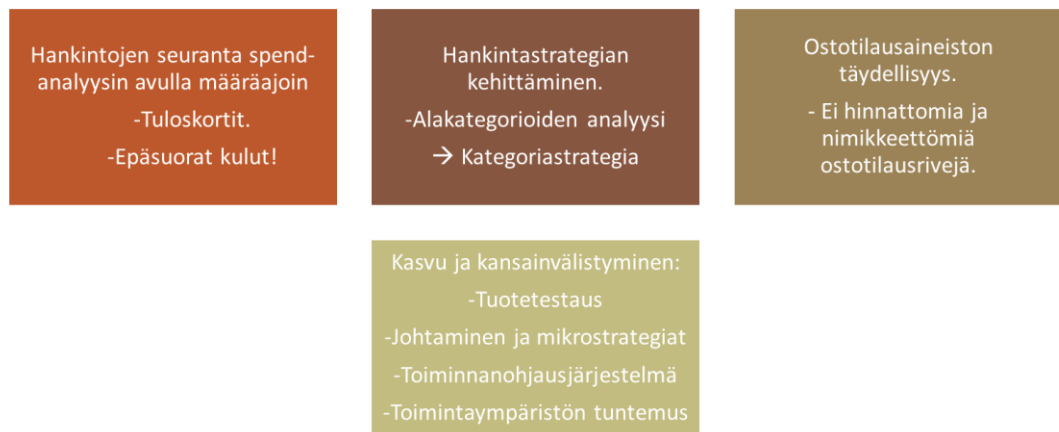 Hankintojen seuranta spend-
analyysin avulla määräajoin
-Tuloskortit.
-Epäsuorat kulut!
Hankintastrategian
kehittäminen.
-Alakategorioiden analyysi
→ Kategoriastrategia
Ostotilausaineiston
täydellisyys.
- Ei hinnattomia ja
nimikkeettömiä
ostotilausrivejä.
Kasvu ja kansainvälistyminen:
-Tuotetestaus
-Johtaminen ja mikrostrategiat
-Toiminnanohjausjärjestelmä
-Toimintaympäristön tuntemus